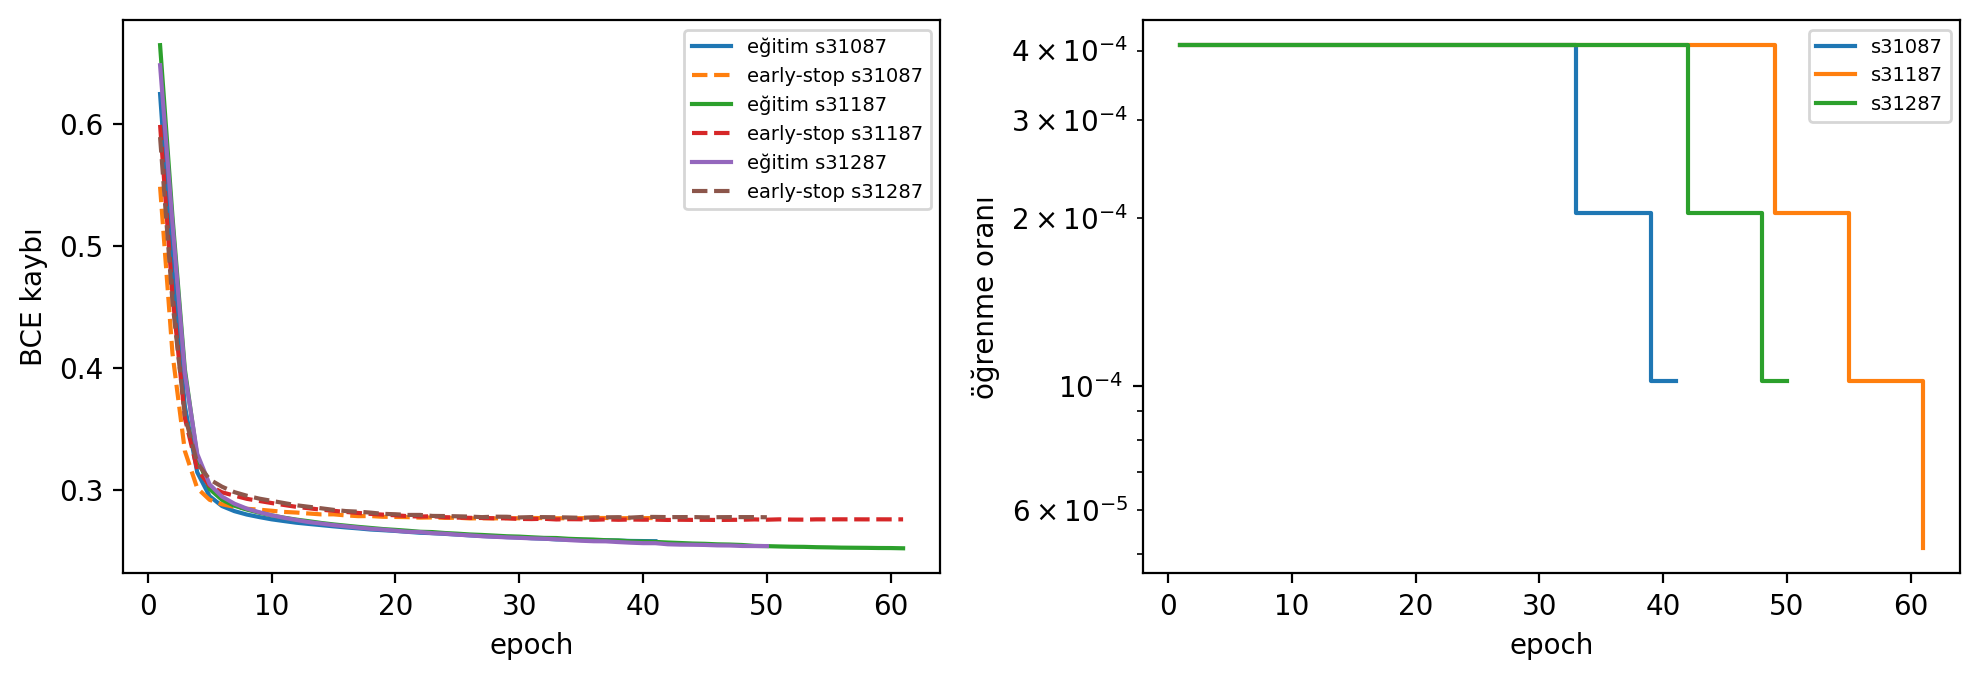 eğitim s31087
early-stop s31087
eğitim s31187
early-stop s31187
eğitim s31287
early-stop s31287
BCE kaybı
0.6
0.5
0.4
0.3
0 10 20 30 40 50 60
epoch
s31087
s31187
s31287
öğrenme oranı
4 × 10⁻⁴
3 × 10⁻⁴
2 × 10⁻⁴
10⁻⁴
6 × 10⁻⁵
0 10 20 30 40 50 60
epoch